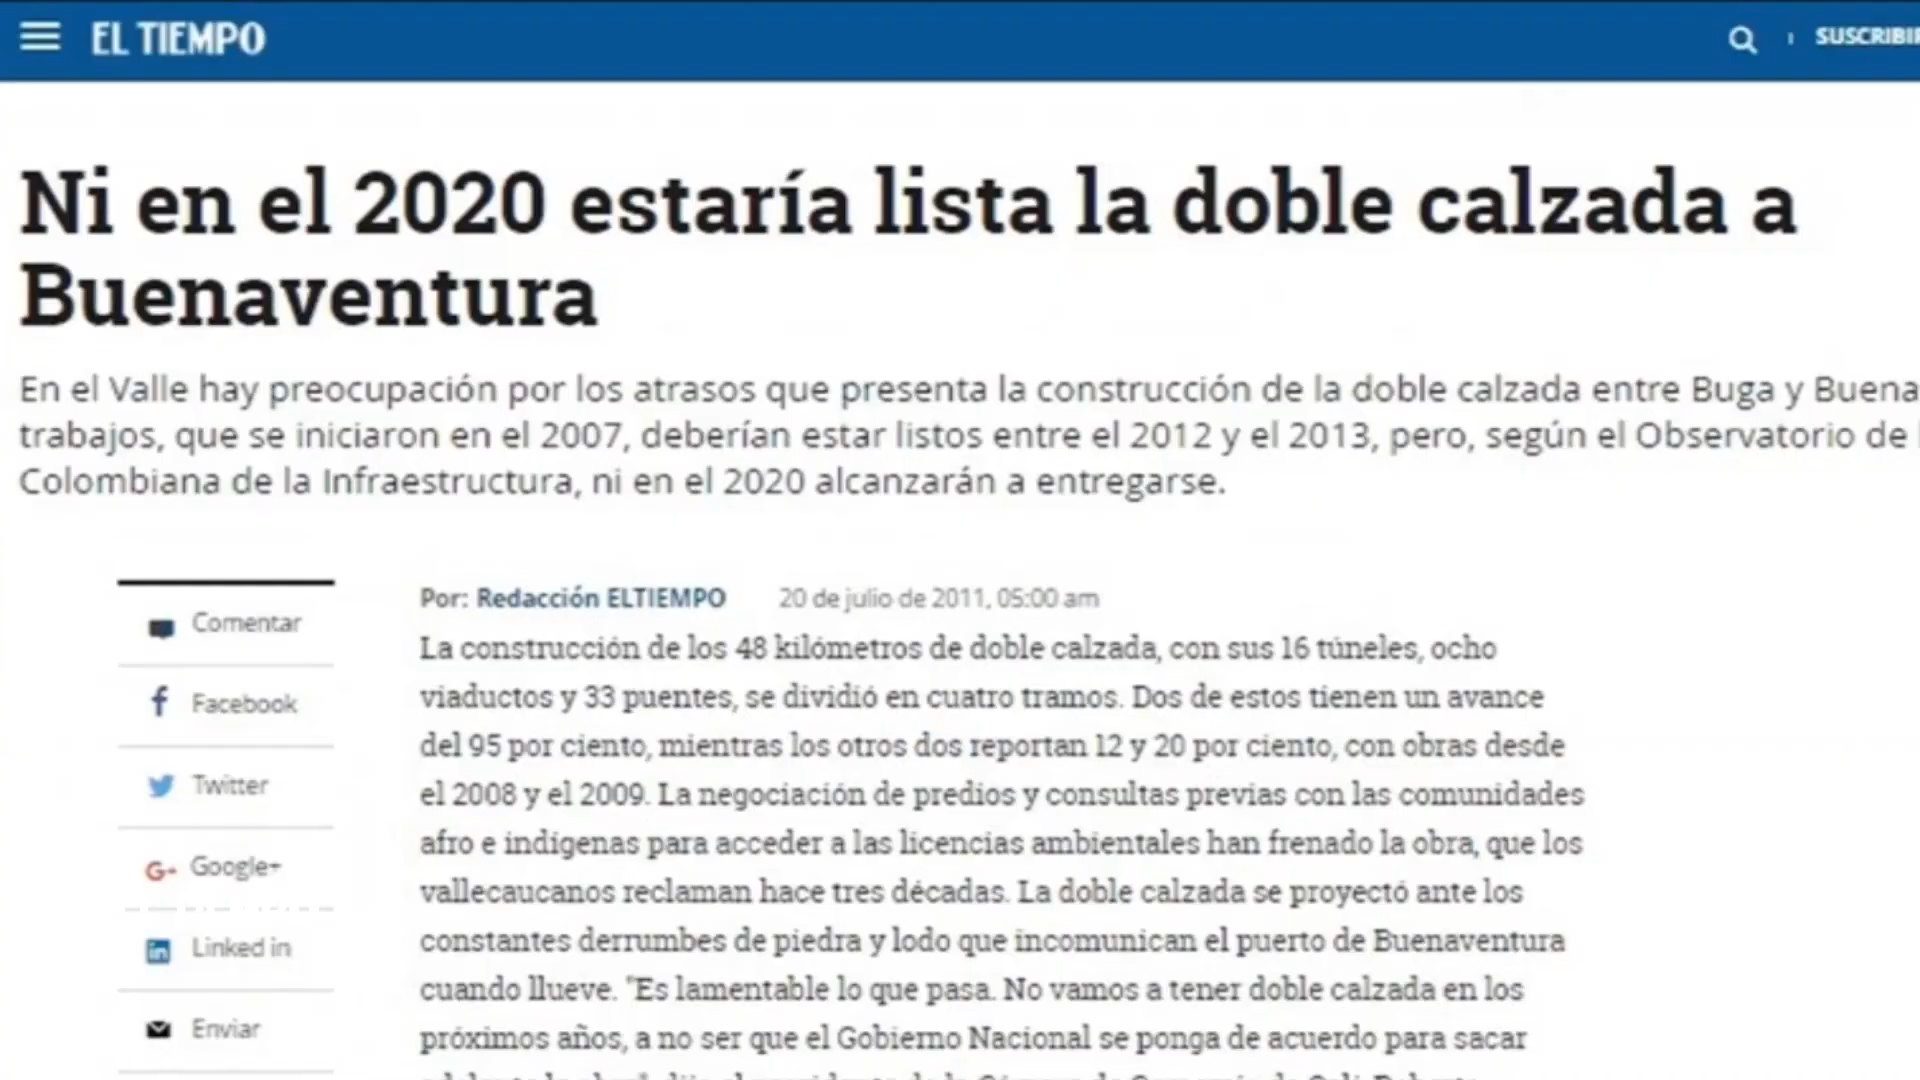 EL TIEMPO
SUSCRIBI
Ni en el 2020 estaría lista la doble calzada a
Buenaventura
En el Valle hay preocupación por los atrasos que presenta la construcción de la doble calzada entre Buga y Buena
trabajos, que se iniciaron en el 2007, deberían estar listos entre el 2012 y el 2013, pero, según el Observatorio de
Colombiana de la Infraestructura, ni en el 2020 alcanzarán a entregarse.
Comentar
Facebook
Twitter
Google+
Linked in
Enviar
Por: Redacción ELTIEMPO 20 de julio de 2011, 05:00 am
La construcción de los 48 kilómetros de doble calzada, con sus 16 túneles, ocho
viaductos y 33 puentes, se dividió en cuatro tramos. Dos de estos tienen un avance
del 95 por ciento, mientras los otros dos reportan 12 y 20 por ciento, con obras desde
el 2008 y el 2009. La negociación de predios y consultas previas con las comunidades
afro e indígenas para acceder a las licencias ambientales han frenado la obra, que los
vallecaucanos reclaman hace tres décadas. La doble calzada se proyectó ante los
constantes derrumbes de piedra y lodo que incomunican el puerto de Buenaventura
cuando llueve. "Es lamentable lo que pasa. No vamos a tener doble calzada en los
próximos años, a no ser que el Gobierno Nacional se ponga de acuerdo para sacar